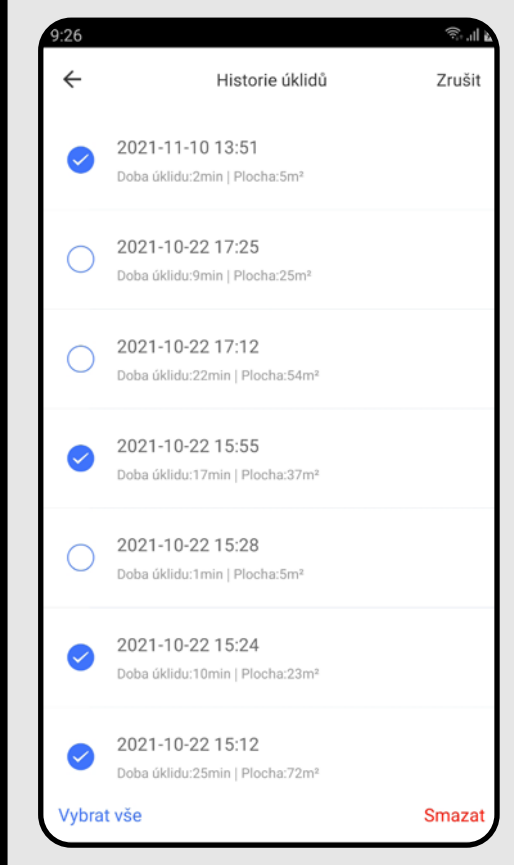 9:26
Historie úklidů Zrušit
2021-11-10 13:51
Doba úklidu:2min | Plocha:5m²
2021-10-22 17:25
Doba úklidu:9min | Plocha:25m²
2021-10-22 17:12
Doba úklidu:22min | Plocha:54m²
2021-10-22 15:55
Doba úklidu:17min | Plocha:37m²
2021-10-22 15:28
Doba úklidu:1min | Plocha:5m²
2021-10-22 15:24
Doba úklidu:10min | Plocha:23m²
2021-10-22 15:12
Doba úklidu:25min | Plocha:72m²
Vybrat vše Smazat